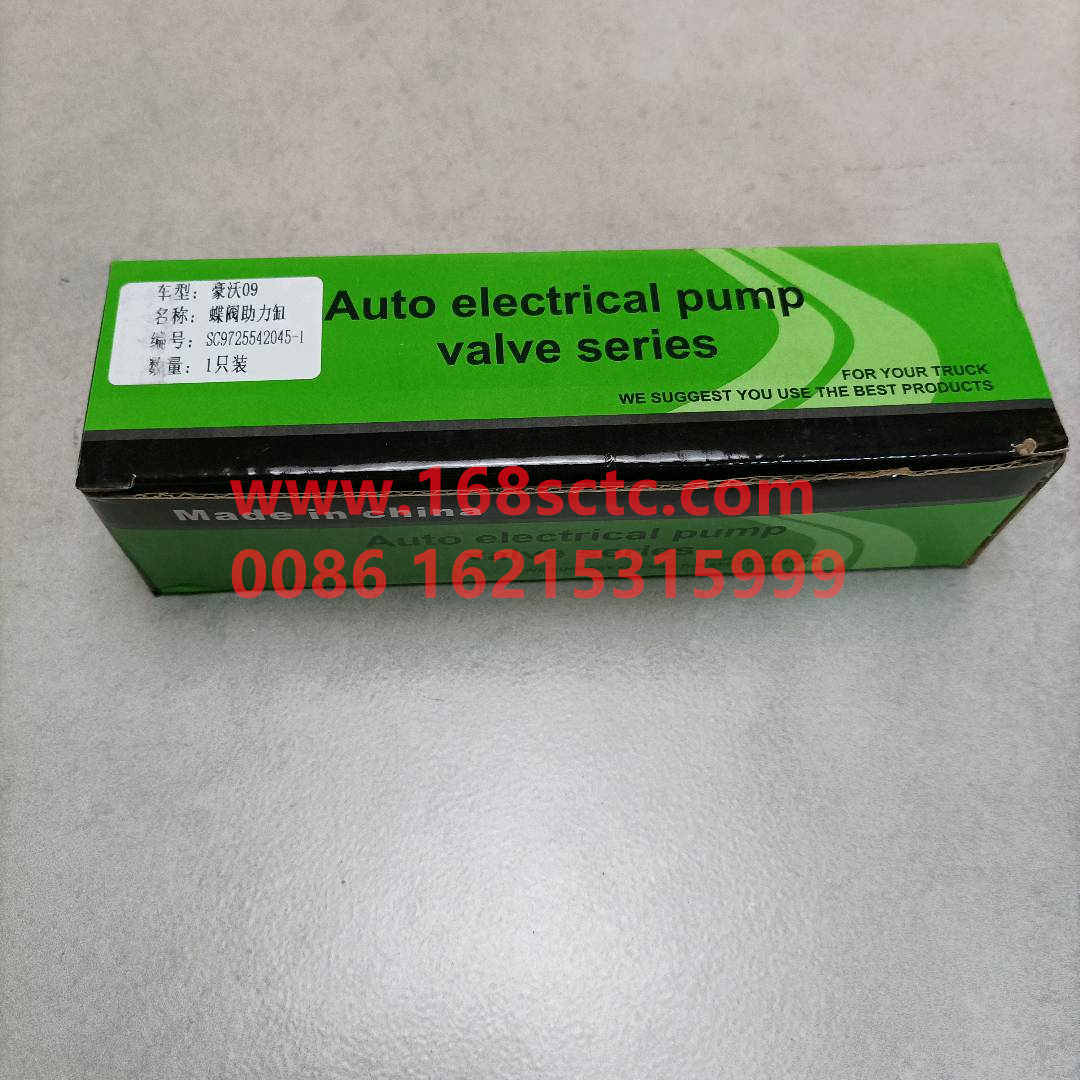 车型：豪沃09
名称：蝶阀助力缸
编号：SC9725542045-1
数量：1只装
Auto electrical pump
valve series
FOR YOUR TRUCK
WE SUGGEST YOU USE THE BEST PRODUCTS
www.168sctc.com
Made in China
Auto electrical pump
valve series
0086 16215315999